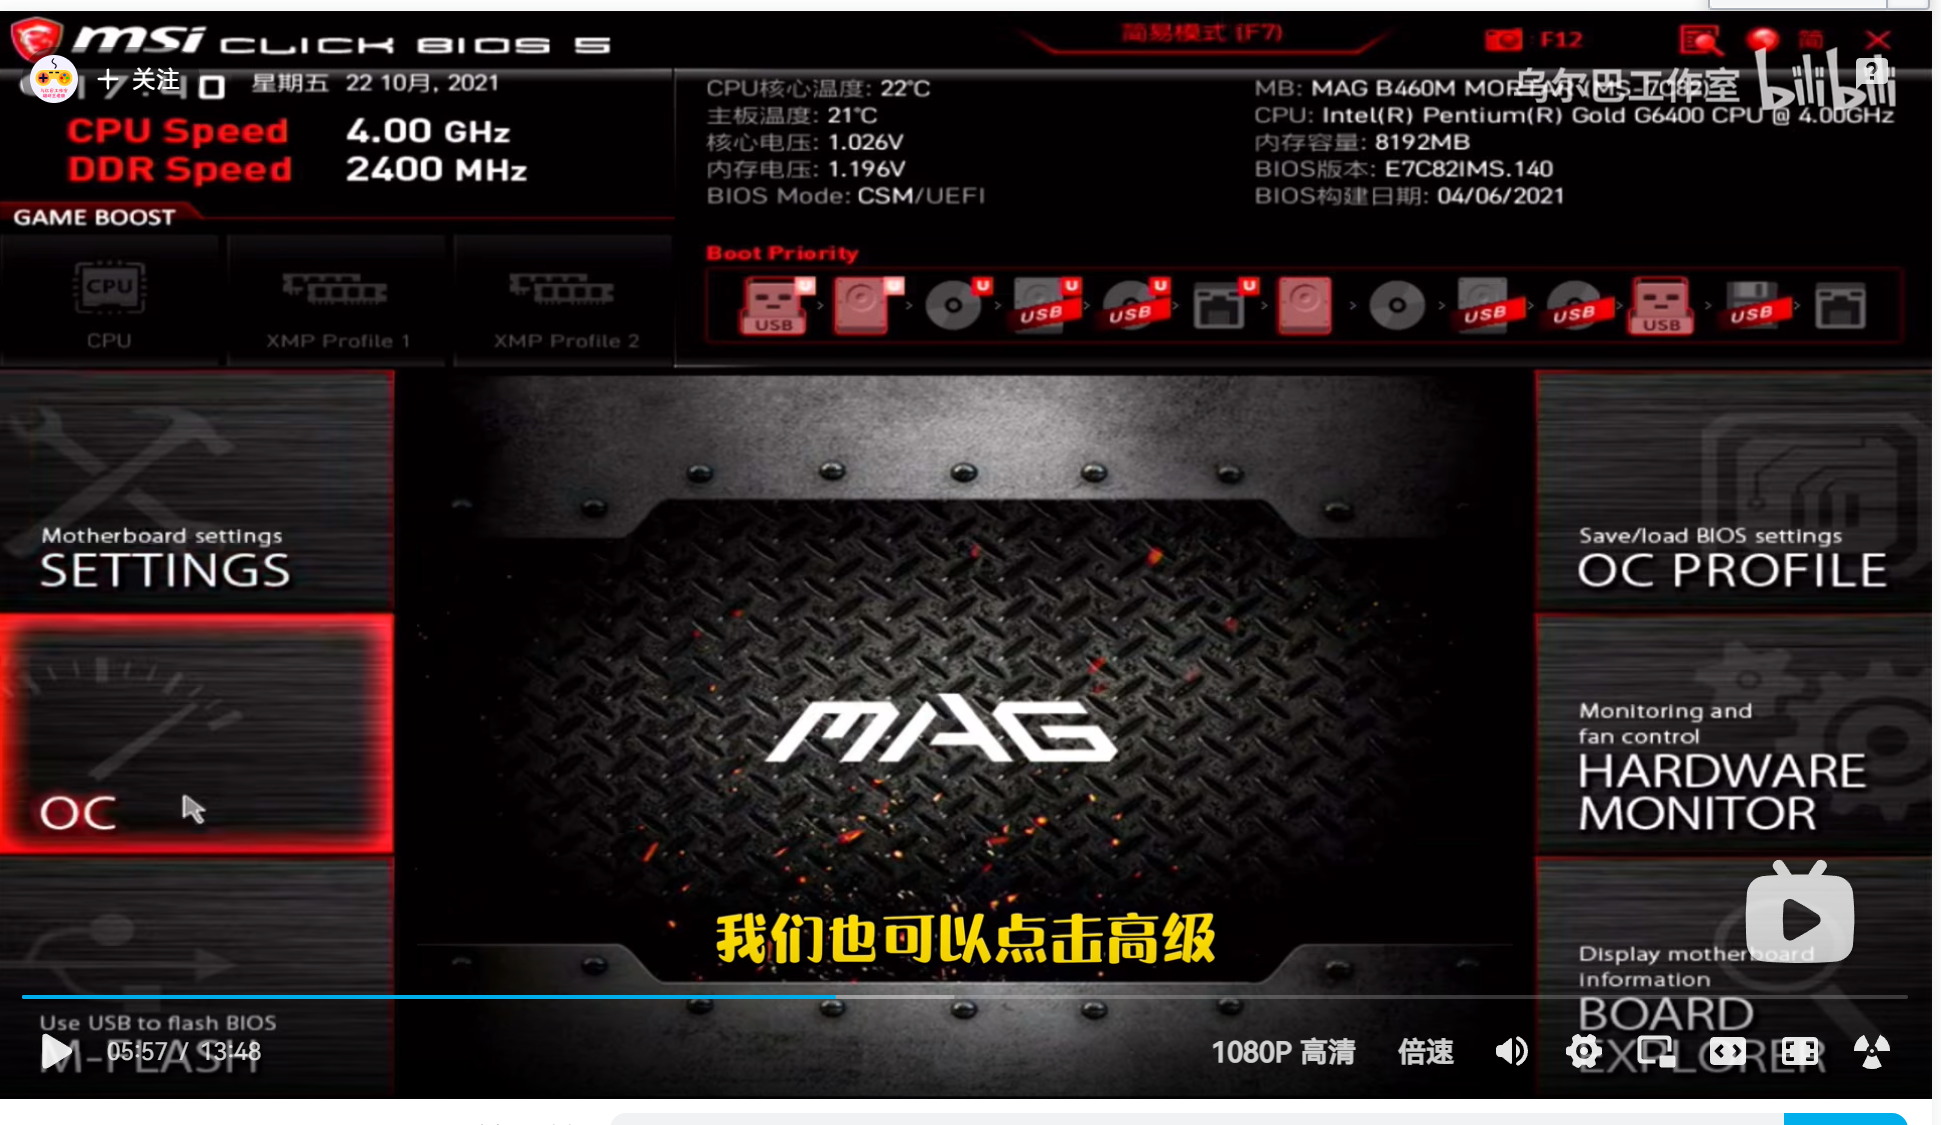 msi CLICK BIOS 5
简易模式 (F7)
F12
简
关注
星期五 22 10月, 2021
CPU Speed 4.00 GHz
DDR Speed 2400 MHz
CPU核心温度: 22°C
主板温度: 21°C
核心电压: 1.026V
内存电压: 1.196V
BIOS Mode: CSM/UEFI
乌尔巴工作室 bilibili
MB: MAG B460M MORTAR (MS-7C82)
CPU: Intel(R) Pentium(R) Gold G6400 CPU @ 4.00GHz
内存容量: 8192MB
BIOS版本: E7C82IMS.140
BIOS构建日期: 04/06/2021
GAME BOOST
CPU
CPU
XMP Profile 1
XMP Profile 2
Boot Priority
U U U U U U
USB USB USB USB USB USB USB
Motherboard settings
SETTINGS
OC
Use USB to flash BIOS
M-FLASH
MAG
我们也可以点击高级
Save/load BIOS settings
OC PROFILE
Monitoring and
fan control
HARDWARE
MONITOR
Display motherboard
information
BOARD
EXPLORER
05:57 / 13:48
1080P 高清 倍速